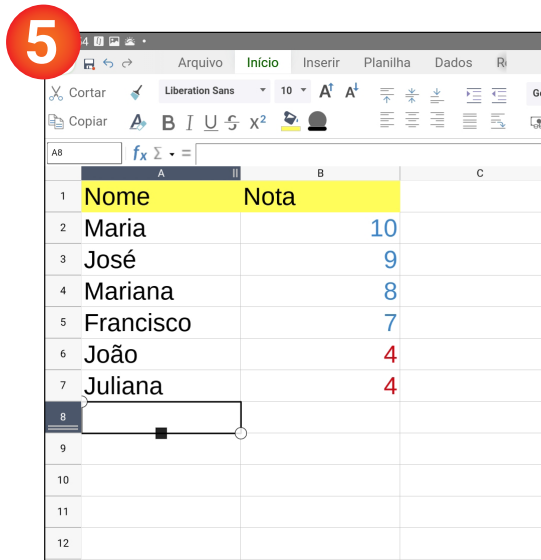 5
Arquivo Início Inserir Planilha Dados
Cortar Liberation Sans 10 A A
Copiar A B I U S X²
A8 fx Σ =
A B C
1 Nome Nota
2 Maria 10
3 José 9
4 Mariana 8
5 Francisco 7
6 João 4
7 Juliana 4
8
9
10
11
12